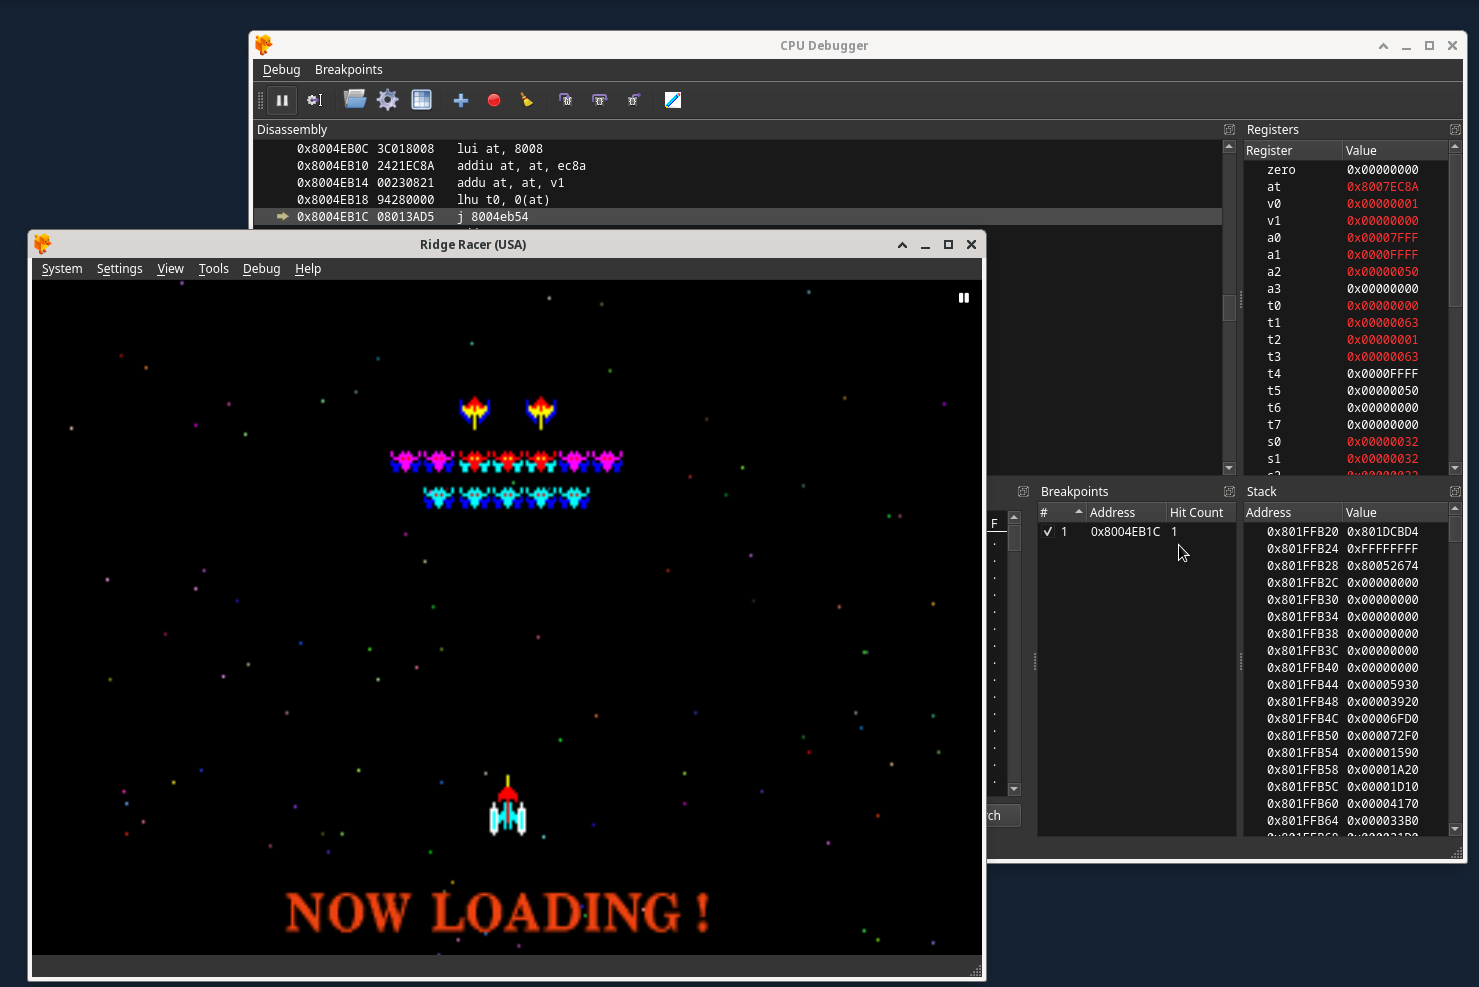 CPU Debugger
Debug Breakpoints
Disassembly
0x8004EB0C 3C018008 lui at, 8008
0x8004EB10 2421EC8A addiu at, at, ec8a
0x8004EB14 00230821 addu at, at, v1
0x8004EB18 94280000 lhu t0, 0(at)
0x8004EB1C 08013AD5 j 8004eb54
Registers
Register Value
zero 0x00000000
at 0x8007EC8A
v0 0x00000001
v1 0x00000000
a0 0x00007FFF
a1 0x0000FFFF
a2 0x00000050
a3 0x00000000
t0 0x00000000
t1 0x00000063
t2 0x00000001
t3 0x00000063
t4 0x0000FFFF
t5 0x00000050
t6 0x00000000
t7 0x00000000
s0 0x00000032
s1 0x00000032
Ridge Racer (USA)
System Settings View Tools Debug Help
NOW LOADING !
F
rch
Breakpoints
# Address Hit Count
1 0x8004EB1C 1
Stack
Address Value
0x801FFB20 0x801DCBD4
0x801FFB24 0xFFFFFFFF
0x801FFB28 0x80052674
0x801FFB2C 0x00000000
0x801FFB30 0x00000000
0x801FFB34 0x00000000
0x801FFB38 0x00000000
0x801FFB3C 0x00000000
0x801FFB40 0x00000000
0x801FFB44 0x00005930
0x801FFB48 0x00003920
0x801FFB4C 0x00006FD0
0x801FFB50 0x000072F0
0x801FFB54 0x00001590
0x801FFB58 0x00001A20
0x801FFB5C 0x00001D10
0x801FFB60 0x00004170
0x801FFB64 0x000033B0